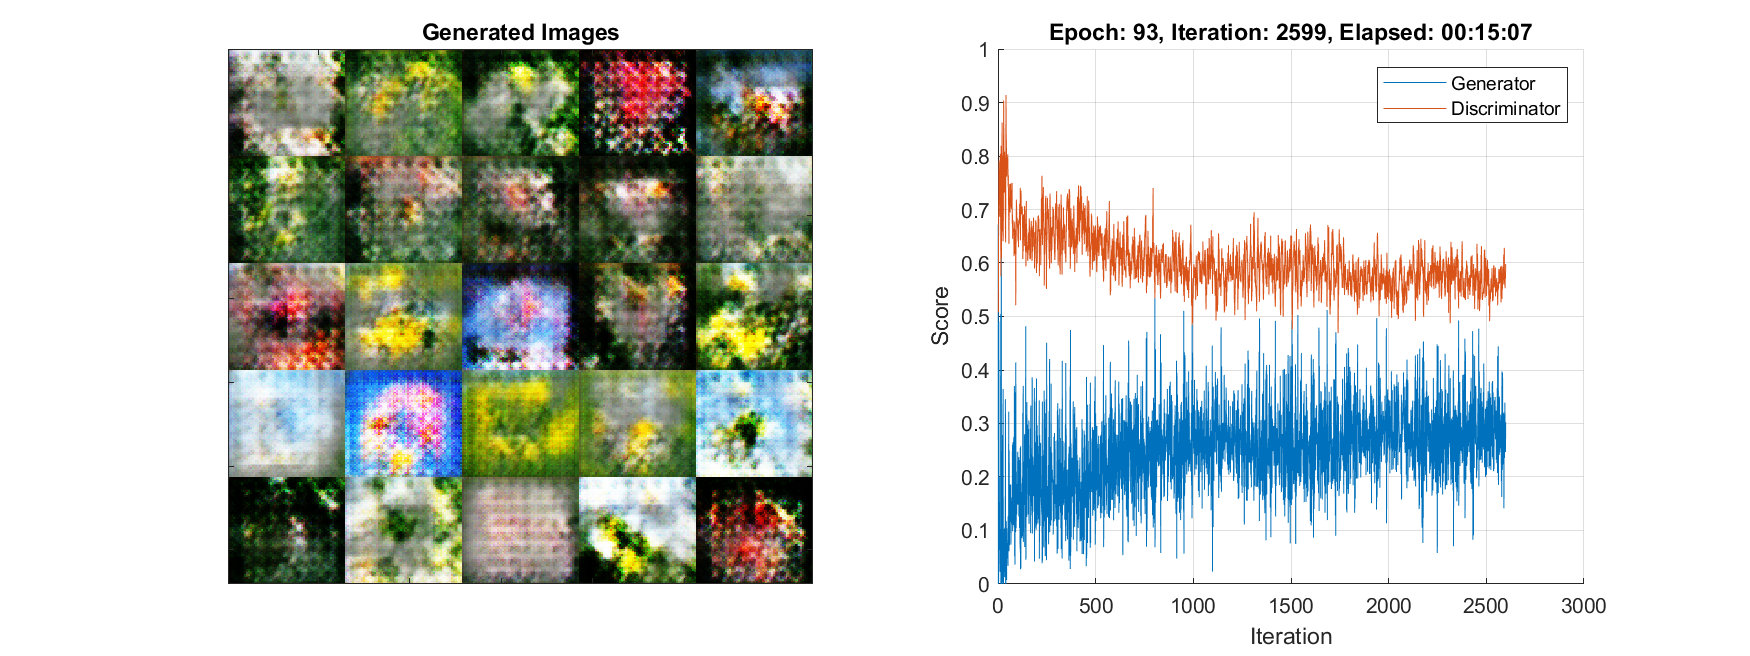 Generated Images
Epoch: 93, Iteration: 2599, Elapsed: 00:15:07
Generator
Discriminator
1
0.9
0.8
0.7
0.6
0.5
0.4
0.3
0.2
0.1
0
Score
0 500 1000 1500 2000 2500 3000
Iteration